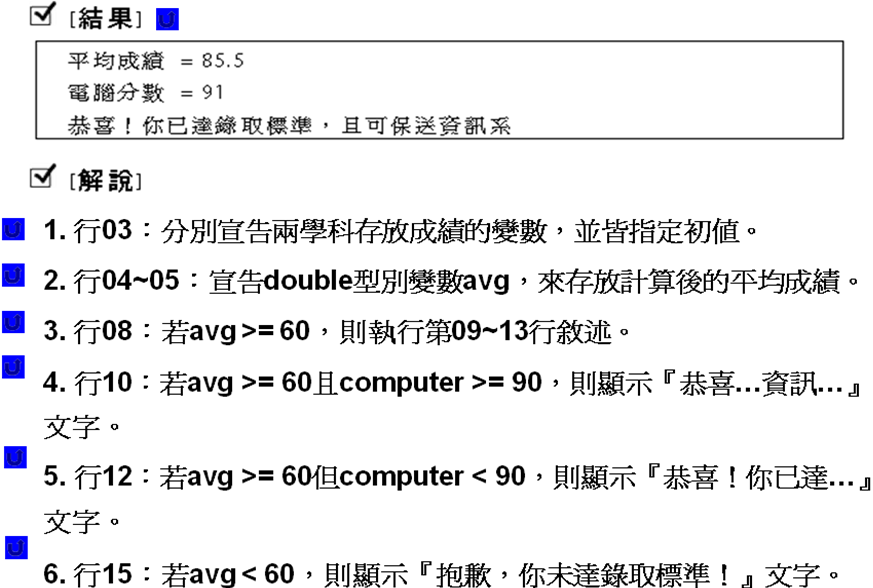 [結果]
平均成績 = 85.5
電腦分數 = 91
恭喜！你已達錄取標準，且可保送資訊系
[解說]
1. 行03：分別宣告兩學科存放成績的變數，並皆指定初值。
2. 行04~05：宣告double型別變數avg，來存放計算後的平均成績。
3. 行08：若avg >= 60，則執行第09~13行敘述。
4. 行10：若avg >= 60且computer >= 90，則顯示『恭喜…資訊…』
文字。
5. 行12：若avg >= 60但computer < 90，則顯示『恭喜！你已達…』
文字。
6. 行15：若avg < 60，則顯示『抱歉，你未達錄取標準！』文字。